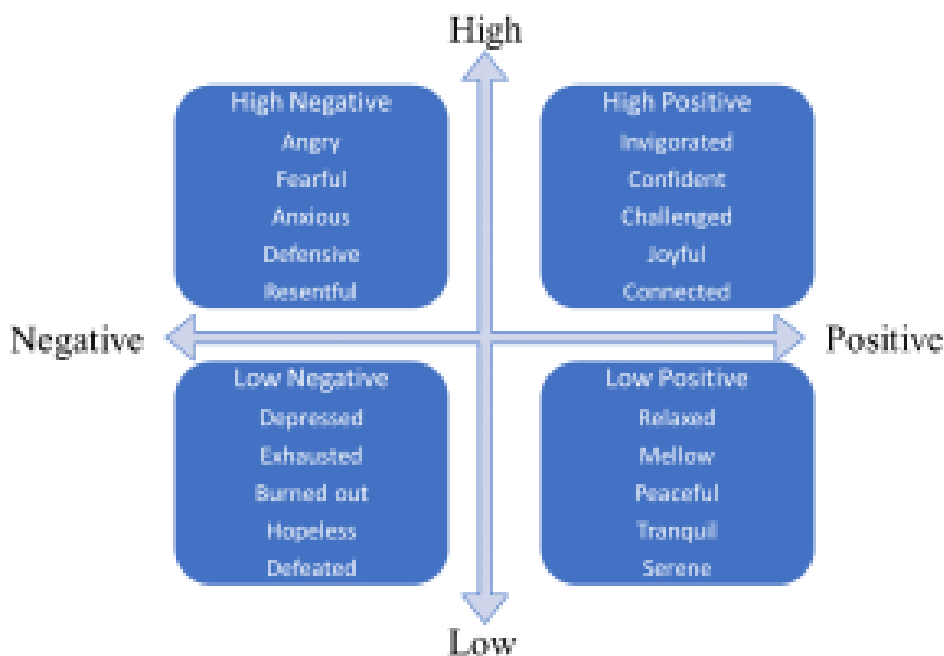 High
High Negative
Angry
Fearful
Anxious
Defensive
Resentful
High Positive
Invigorated
Confident
Challenged
Joyful
Connected
Negative
Positive
Low Negative
Depressed
Exhausted
Burned out
Hopeless
Defeated
Low Positive
Relaxed
Mellow
Peaceful
Tranquil
Serene
Low